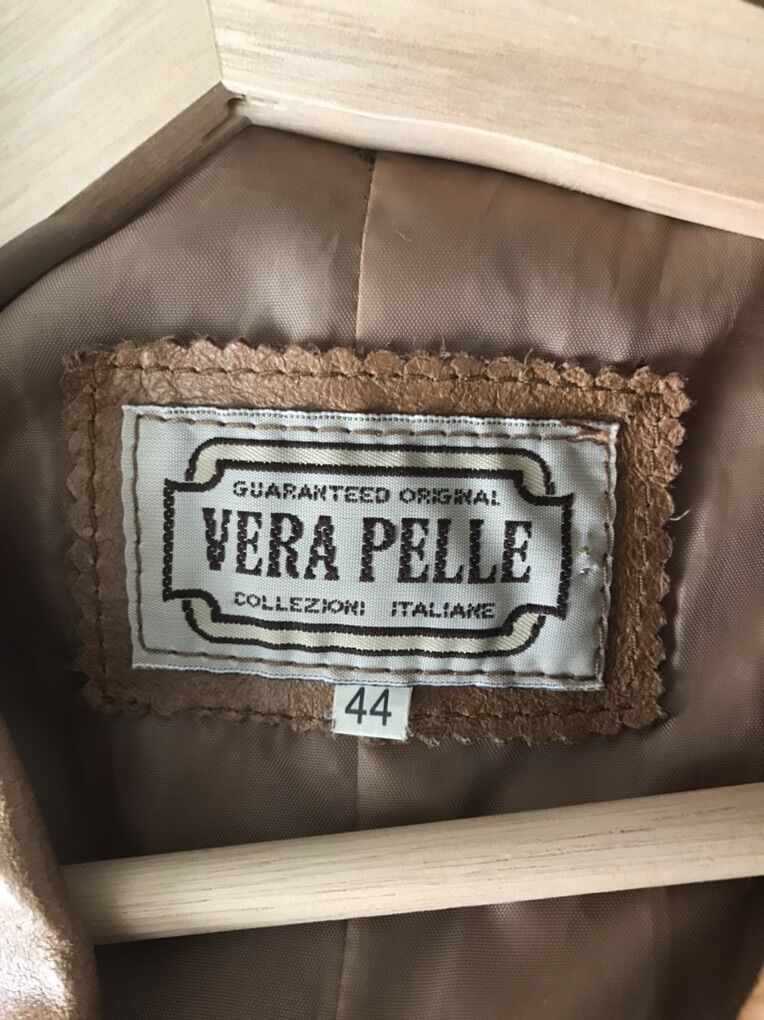 GUARANTEED ORIGINAL
VERA PELLE
COLLEZIONI ITALIANE
44